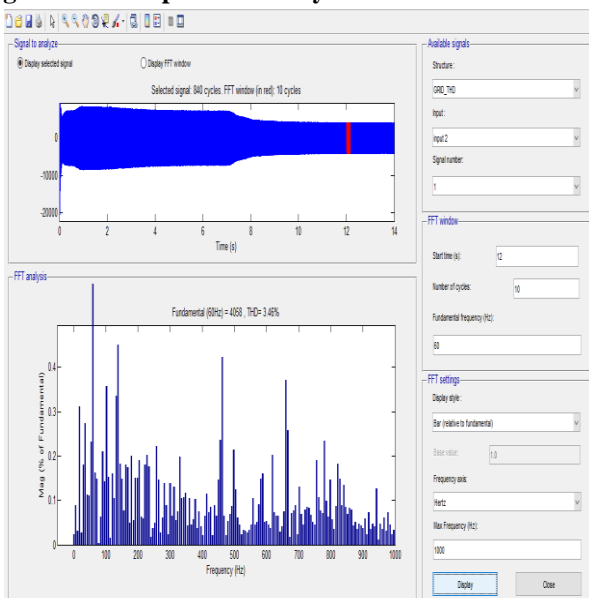 Signal to analyze
Display selected signal
Display FFT window
Selected signal: 840 cycles. FFT window (in red): 10 cycles
0
-10000
-20000
0 2 4 6 8 10 12 14
Time (s)
FFT analysis
Fundamental (60Hz) = 4058 , THD= 3.46%
Mag (% of Fundamental)
0.4
0.3
0.2
0.1
0
0 100 200 300 400 500 600 700 800 900 1000
Frequency (Hz)
Available signals
Structure :
GRID_THD
Input :
input 2
Signal number:
1
FFT window
Start time (s):
12
Number of cycles:
10
Fundamental frequency (Hz):
60
FFT settings
Display style :
Bar (relative to fundamental)
Base value:
1.0
Frequency axis:
Hertz
Max Frequency (Hz):
1000
Display
Close